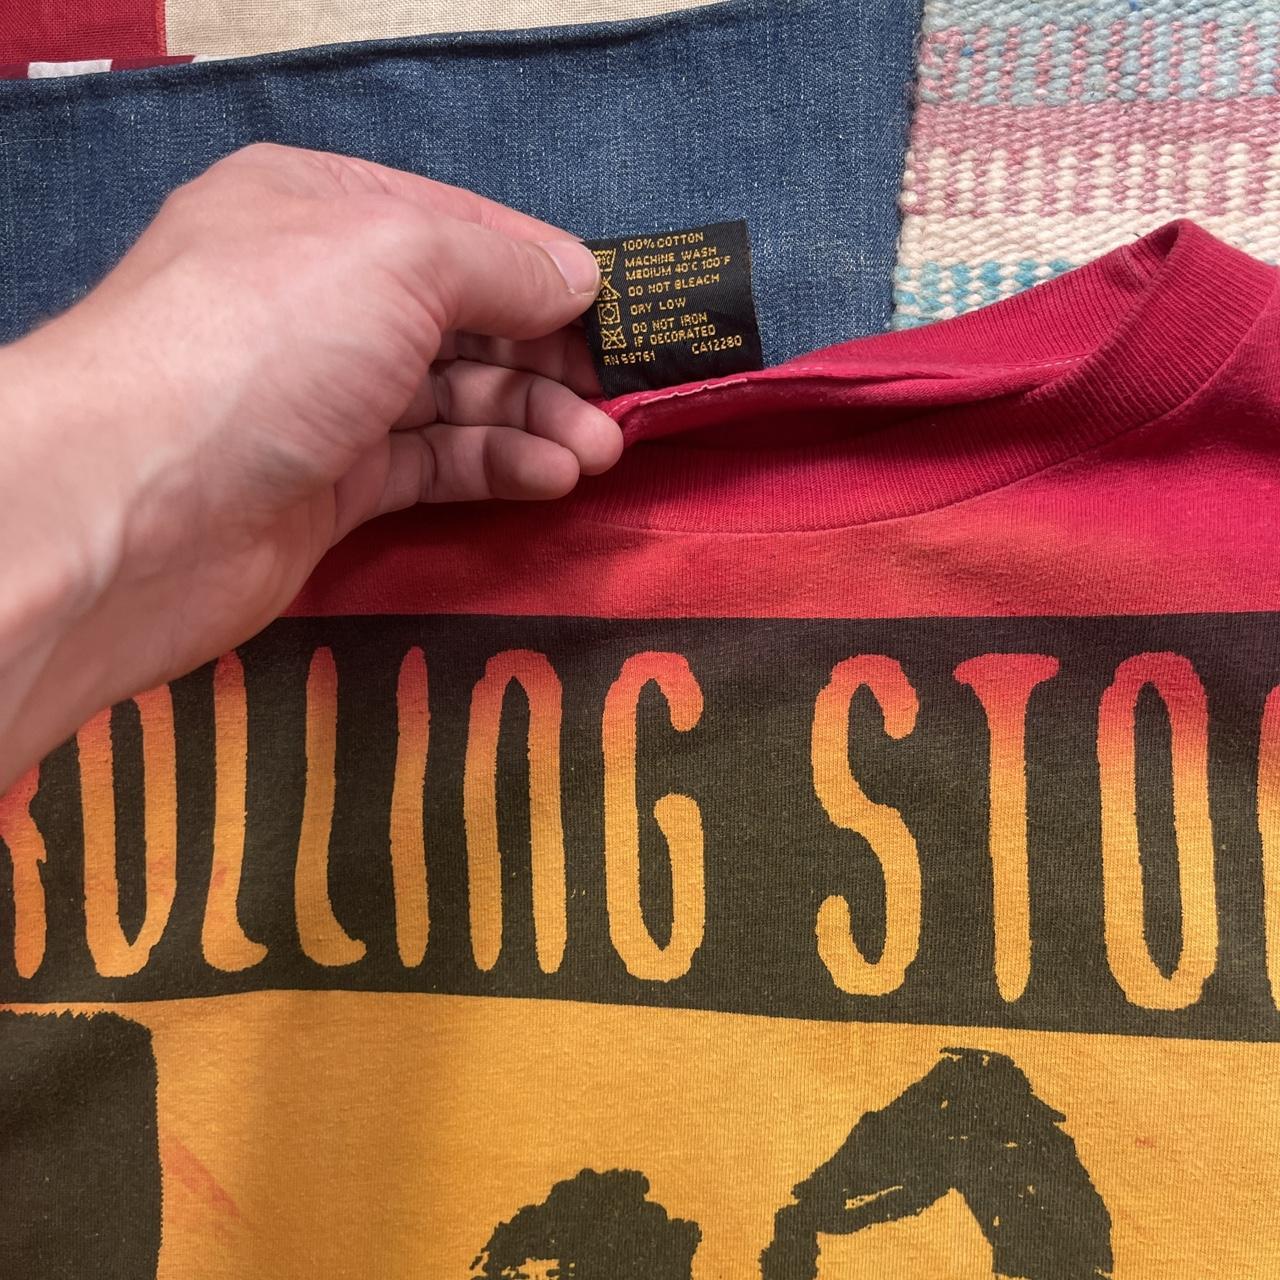 100% COTTON
MACHINE WASH
MEDIUM 40°C 100°F
DO NOT BLEACH
DRY LOW
DO NOT IRON
IF DECORATED
RN 59761 CA12280
ROLLING STO